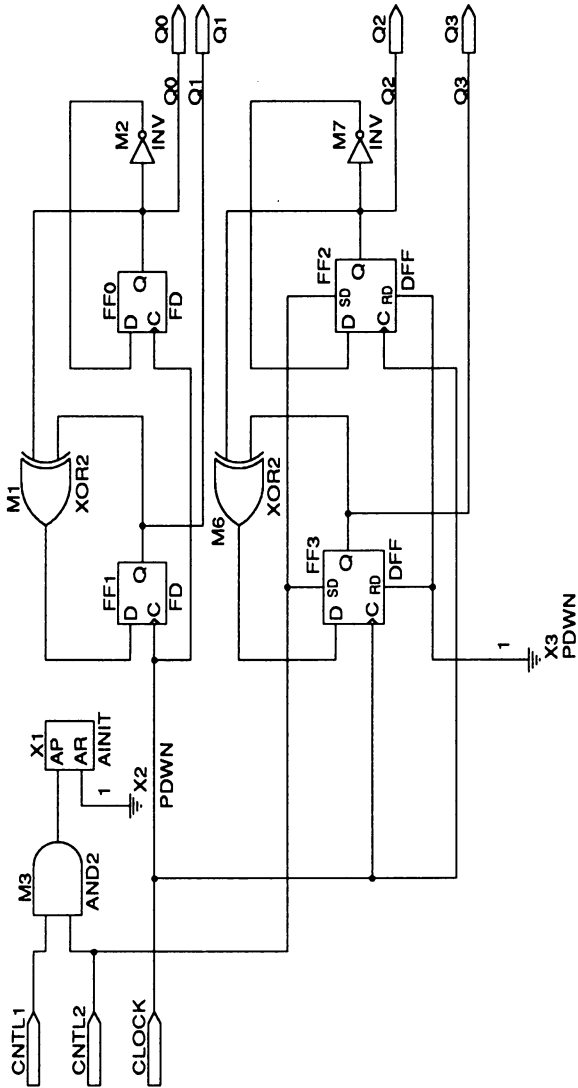 CNTL1
CNTL2
CLOCK
M3
AND2
X1
AP
AR
AINIT
1
X2
PDWN
M1
XOR2
FF1
D
Q
C
FD
FF0
D
Q
C
FD
M2
INV
Q0
Q1
Q0
Q1
M6
XOR2
FF3
SD
D
Q
C
RD
DFF
FF2
SD
D
Q
C
RD
DFF
M7
INV
Q2
Q3
Q2
Q3
1
X3
PDWN